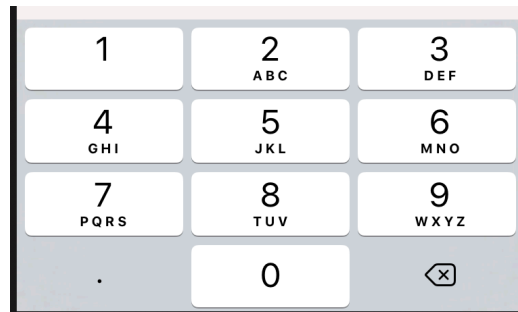 1 2 3
ABC DEF
4 5 6
GHI JKL MNO
7 8 9
PQRS TUV WXYZ
. 0